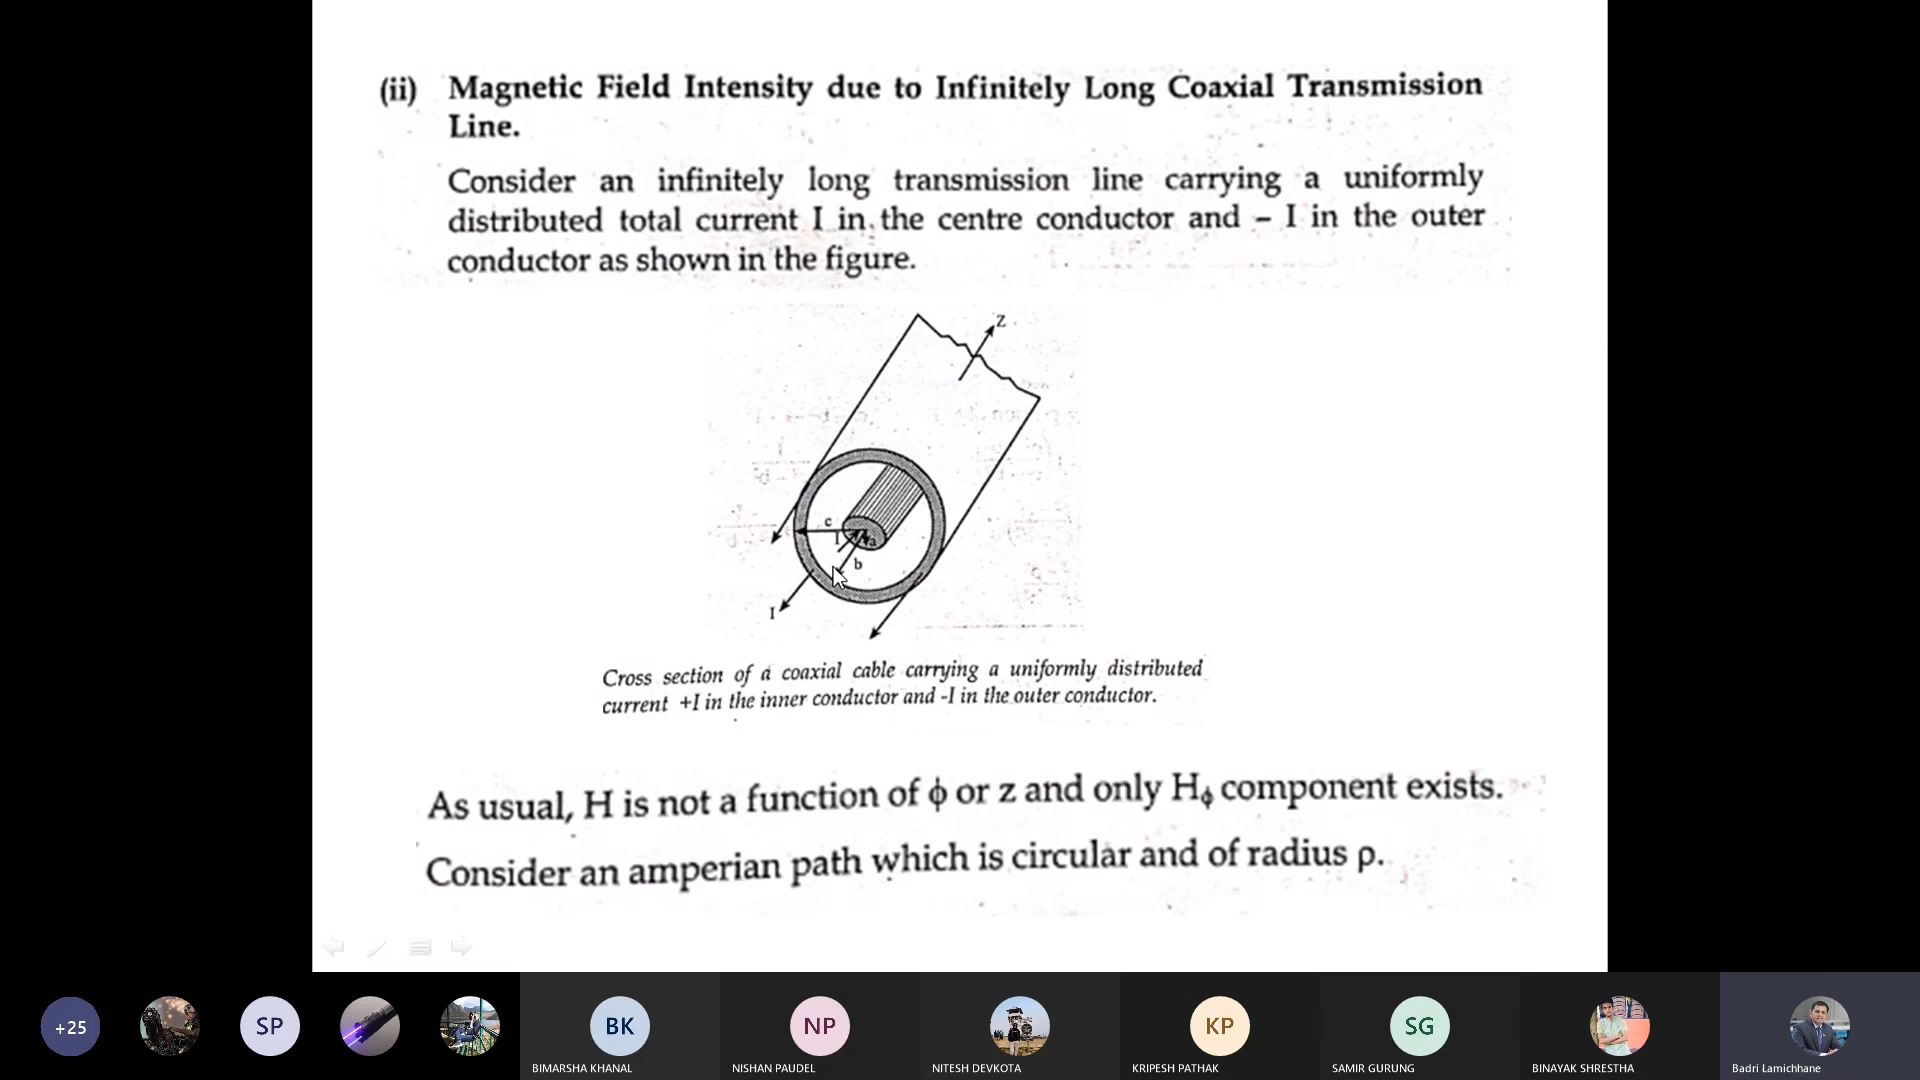 (ii) Magnetic Field Intensity due to Infinitely Long Coaxial Transmission
Line.
Consider an infinitely long transmission line carrying a uniformly
distributed total current I in the centre conductor and – I in the outer
conductor as shown in the figure.
Z
c
I
a
b
I
Cross section of a coaxial cable carrying a uniformly distributed
current +I in the inner conductor and -I in the outer conductor.
As usual, H is not a function of ϕ or z and only Hϕ component exists.
Consider an amperian path which is circular and of radius ρ.
+25
SP
BK
NP
KP
SG
BIMARSHA KHANAL
NISHAN PAUDEL
NITESH DEVKOTA
KRIPESH PATHAK
SAMIR GURUNG
BINAYAK SHRESTHA
Badri Lamichhane